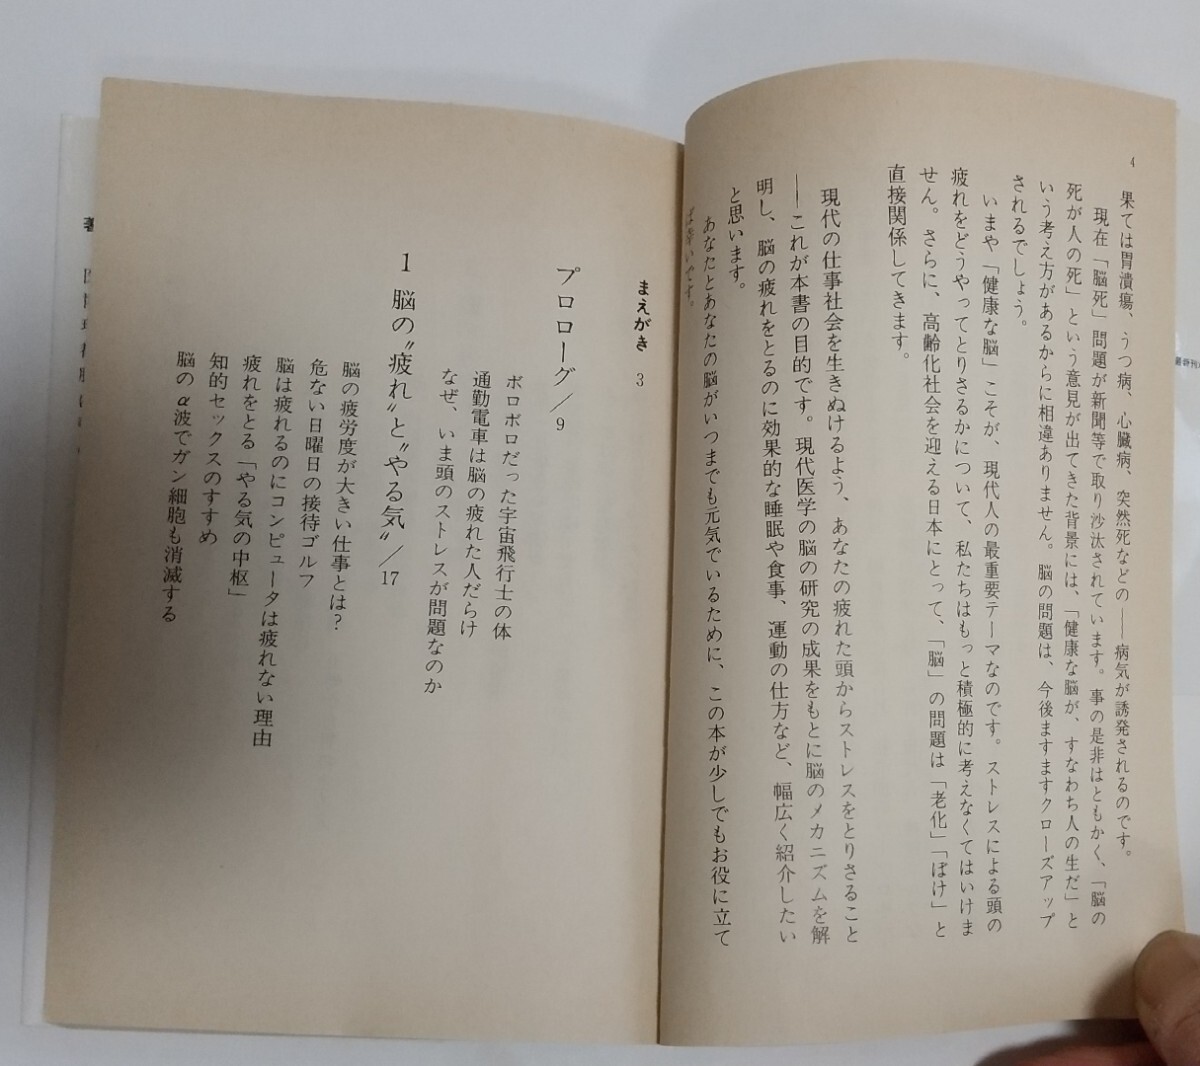 4
果ては胃潰瘍、うつ病、心臓病、突然死などの――病気が誘発されるのです。
現在「脳死」問題が新聞等で取り沙汰されています。事の是非はともかく、「脳の
死が人の死」という意見が出てきた背景には、「健康な脳が、すなわち人の生だ」と
いう考え方があるからに相違ありません。脳の問題は、今後ますますクローズアップ
されるでしょう。
いまや「健康な脳」こそが、現代人の最重要テーマなのです。ストレスによる頭の
疲れをどうやってとりさるかについて、私たちはもっと積極的に考えなくてはいけま
せん。さらに、高齢化社会を迎える日本にとって、「脳」の問題は「老化」「ぼけ」と
直接関係してきます。
現代の仕事社会を生きぬけるよう、あなたの疲れた頭からストレスをとりさること
――これが本書の目的です。現代医学の脳の研究の成果をもとに脳のメカニズムを解
明し、脳の疲れをとるのに効果的な睡眠や食事、運動の仕方など、幅広く紹介したい
と思います。
あなたとあなたの脳がいつまでも元気でいるために、この本が少しでもお役に立て
ば幸いです。
まえがき 3
プロローグ／9
ボロボロだった宇宙飛行士の体
通勤電車は脳の疲れた人だらけ
なぜ、いま頭のストレスが問題なのか
1 脳の〝疲れ〟と〝やる気〟／17
脳の疲労度が大きい仕事とは？
危ない日曜日の接待ゴルフ
脳は疲れるのにコンピュータは疲れない理由
疲れをとる「やる気の中枢」
知的セックスのすすめ
脳のα波でガン細胞も消滅する